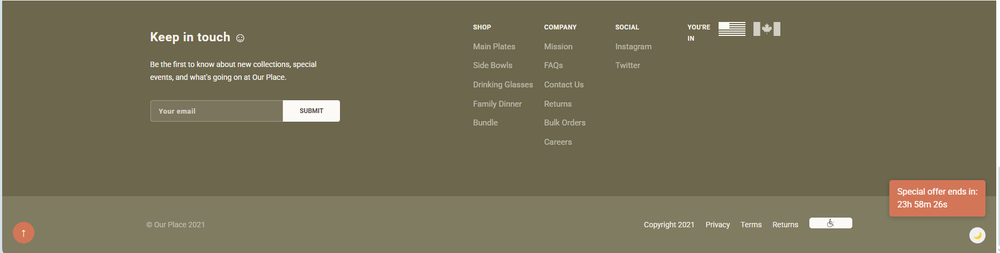 Keep in touch ☺
Be the first to know about new collections, special
events, and what's going on at Our Place.
Your email
SUBMIT
SHOP
Main Plates
Side Bowls
Drinking Glasses
Family Dinner
Bundle
COMPANY
Mission
FAQs
Contact Us
Returns
Bulk Orders
Careers
SOCIAL
Instagram
Twitter
YOU'RE
IN
Special offer ends in:
23h 58m 26s
↑
© Our Place 2021
Copyright 2021 Privacy Terms Returns